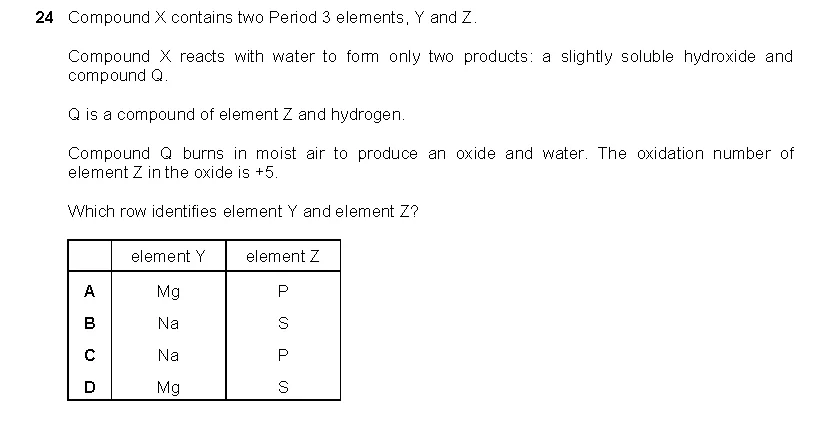 24 Compound X contains two Period 3 elements, Y and Z.
Compound X reacts with water to form only two products: a slightly soluble hydroxide and
compound Q.
Q is a compound of element Z and hydrogen.
Compound Q burns in moist air to produce an oxide and water. The oxidation number of
element Z in the oxide is +5.
Which row identifies element Y and element Z?
element Y element Z
A Mg P
B Na S
C Na P
D Mg S